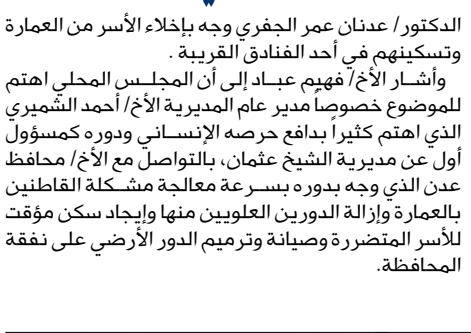 الدكتور/ عدنان عمر الجفري وجه بإخلاء الأسر من العمارة
وتسكينهم في أحد الفنادق القريبة .
وأشار الأخ/ فهيم عباد إلى أن المجلس المحلي اهتم
للموضوع خصوصاً مدير عام المديرية الأخ/ أحمد الشميري
الذي اهتم كثيراً بدافع حرصه الإنساني ودوره كمسؤول
أول عن مديرية الشيخ عثمان، بالتواصل مع الأخ/ محافظ
عدن الذي وجه بدوره بسرعة معالجة مشكلة القاطنين
بالعمارة وإزالة الدورين العلويين منها وإيجاد سكن مؤقت
للأسر المتضررة وصيانة وترميم الدور الأرضي على نفقة
المحافظة.